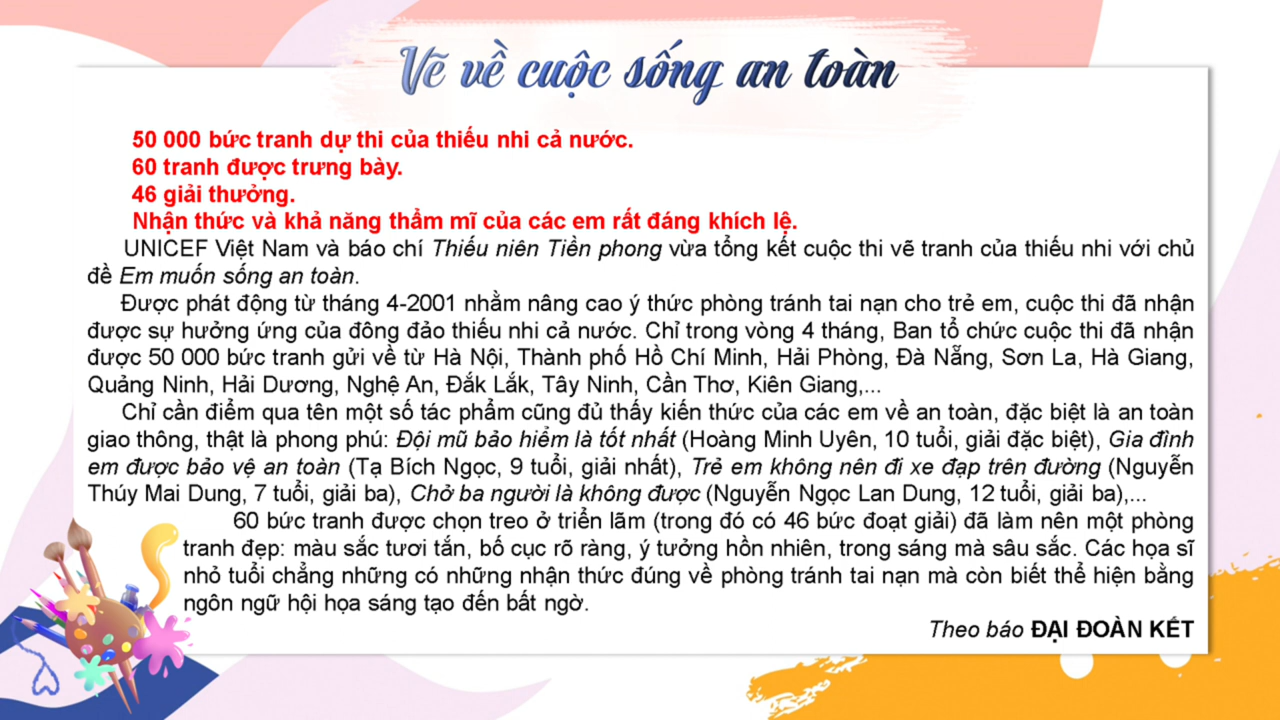 Vẽ về cuộc sống an toàn
50 000 bức tranh dự thi của thiếu nhi cả nước.
60 tranh được trưng bày.
46 giải thưởng.
Nhận thức và khả năng thẩm mĩ của các em rất đáng khích lệ.
UNICEF Việt Nam và báo chí Thiếu niên Tiền phong vừa tổng kết cuộc thi vẽ tranh của thiếu nhi với chủ
đề Em muốn sống an toàn.
Được phát động từ tháng 4-2001 nhằm nâng cao ý thức phòng tránh tai nạn cho trẻ em, cuộc thi đã nhận
được sự hưởng ứng của đông đảo thiếu nhi cả nước. Chỉ trong vòng 4 tháng, Ban tổ chức cuộc thi đã nhận
được 50 000 bức tranh gửi về từ Hà Nội, Thành phố Hồ Chí Minh, Hải Phòng, Đà Nẵng, Sơn La, Hà Giang,
Quảng Ninh, Hải Dương, Nghệ An, Đắk Lắk, Tây Ninh, Cần Thơ, Kiên Giang,...
Chỉ cần điểm qua tên một số tác phẩm cũng đủ thấy kiến thức của các em về an toàn, đặc biệt là an toàn
giao thông, thật là phong phú: Đội mũ bảo hiểm là tốt nhất (Hoàng Minh Uyên, 10 tuổi, giải đặc biệt), Gia đình
em được bảo vệ an toàn (Tạ Bích Ngọc, 9 tuổi, giải nhất), Trẻ em không nên đi xe đạp trên đường (Nguyễn
Thúy Mai Dung, 7 tuổi, giải ba), Chở ba người là không được (Nguyễn Ngọc Lan Dung, 12 tuổi, giải ba),...
60 bức tranh được chọn treo ở triển lãm (trong đó có 46 bức đoạt giải) đã làm nên một phòng
tranh đẹp: màu sắc tươi tắn, bố cục rõ ràng, ý tưởng hồn nhiên, trong sáng mà sâu sắc. Các họa sĩ
nhỏ tuổi chẳng những có những nhận thức đúng về phòng tránh tai nạn mà còn biết thể hiện bằng
ngôn ngữ hội họa sáng tạo đến bất ngờ.
Theo báo ĐẠI ĐOÀN KẾT